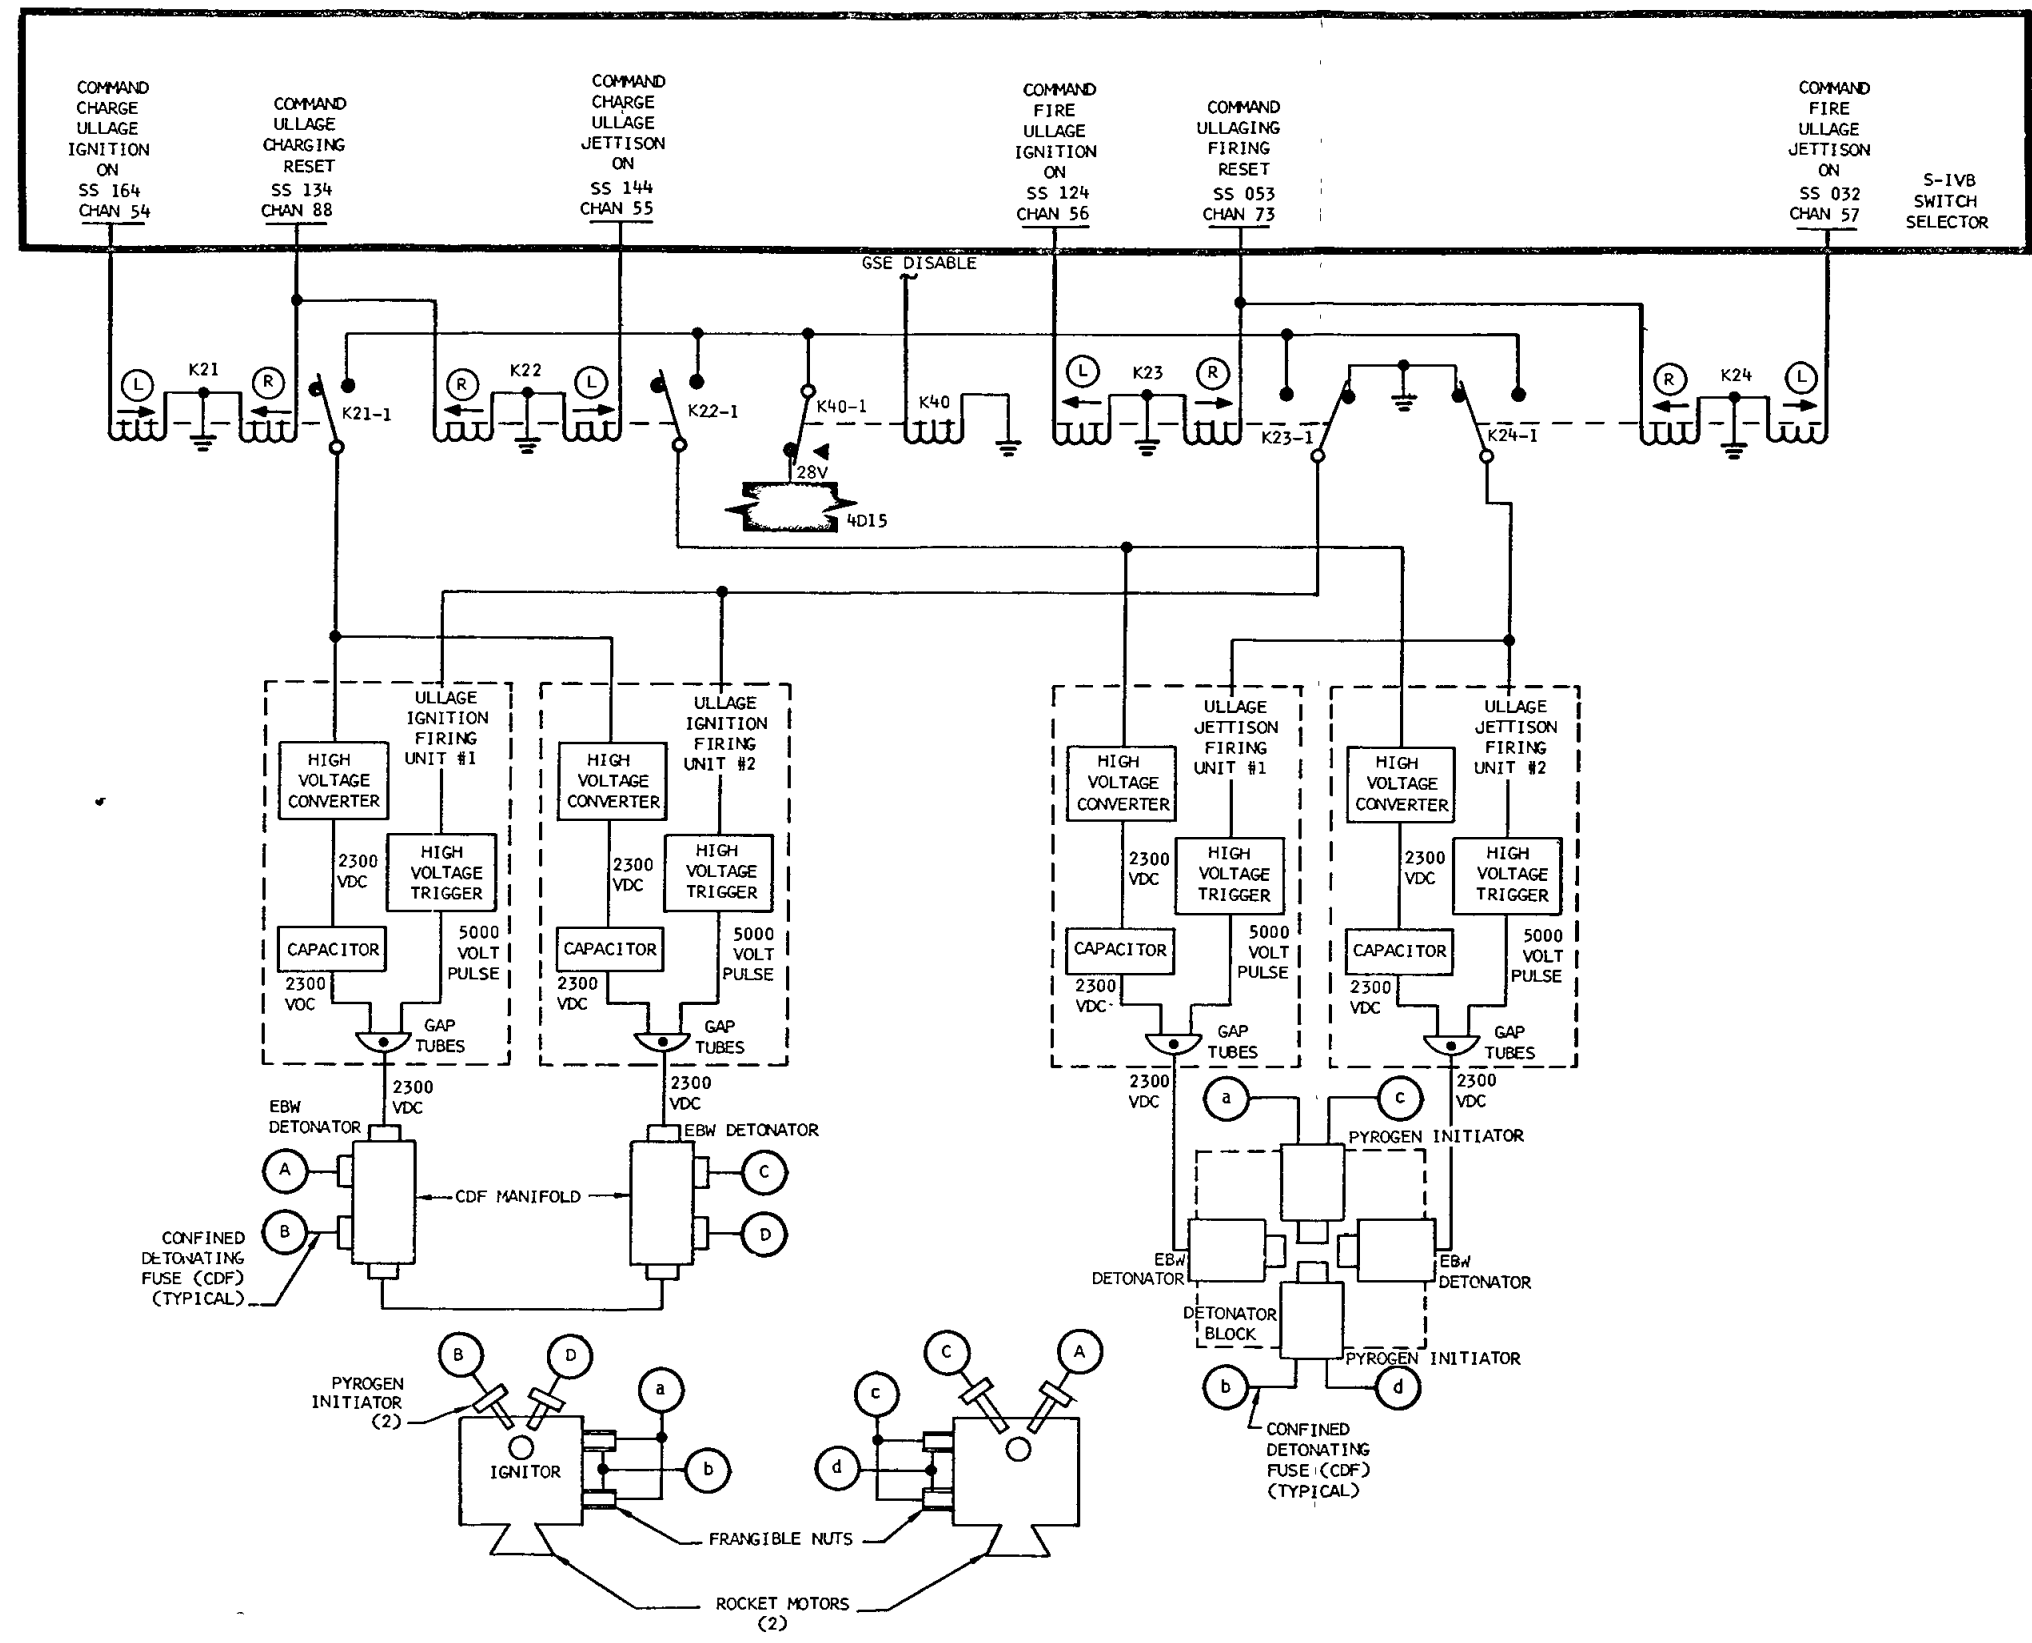 COMMAND
CHARGE
ULLAGE
IGNITION
ON
SS 164
CHAN 54
COMMAND
ULLAGE
CHARGING
RESET
SS 134
CHAN 88
COMMAND
CHARGE
ULLAGE
JETTISON
ON
SS 144
CHAN 55
COMMAND
FIRE
ULLAGE
IGNITION
ON
SS 124
CHAN 56
COMMAND
ULLAGING
FIRING
RESET
SS 053
CHAN 73
COMMAND
FIRE
ULLAGE
JETTISON
ON
SS 032
CHAN 57
S-IVB
SWITCH
SELECTOR
GSE DISABLE
L
K21
R
K21-1
R
K22
L
K22-1
K40-1
K40
28V
4D15
L
K23
R
K23-1
K24-1
R
K24
L
ULLAGE
IGNITION
FIRING
UNIT #1
HIGH
VOLTAGE
CONVERTER
2300
VDC
HIGH
VOLTAGE
TRIGGER
CAPACITOR
5000
VOLT
PULSE
2300
VOC
GAP
TUBES
2300
VDC
ULLAGE
IGNITION
FIRING
UNIT #2
HIGH
VOLTAGE
CONVERTER
2300
VDC
HIGH
VOLTAGE
TRIGGER
CAPACITOR
5000
VOLT
PULSE
2300
VDC
GAP
TUBES
2300
VDC
ULLAGE
JETTISON
FIRING
UNIT #1
HIGH
VOLTAGE
CONVERTER
2300
VDC
HIGH
VOLTAGE
TRIGGER
CAPACITOR
5000
VOLT
PULSE
2300
VDC
GAP
TUBES
2300
VDC
ULLAGE
JETTISON
FIRING
UNIT #2
HIGH
VOLTAGE
CONVERTER
2300
VDC
HIGH
VOLTAGE
TRIGGER
CAPACITOR
5000
VOLT
PULSE
2300
VDC
GAP
TUBES
2300
VDC
EBW
DETONATOR
EBW DETONATOR
A
B
CDF MANIFOLD
C
D
CONFINED
DETONATING
FUSE (CDF)
(TYPICAL)
a
c
PYROGEN INITIATOR
EBW
DETONATOR
EBW
DETONATOR
DETONATOR
BLOCK
PYROGEN INITIATOR
b
d
CONFINED
DETONATING
FUSE (CDF)
(TYPICAL)
B
D
a
PYROGEN
INITIATOR
(2)
IGNITOR
b
c
C
A
d
FRANGIBLE NUTS
ROCKET MOTORS
(2)